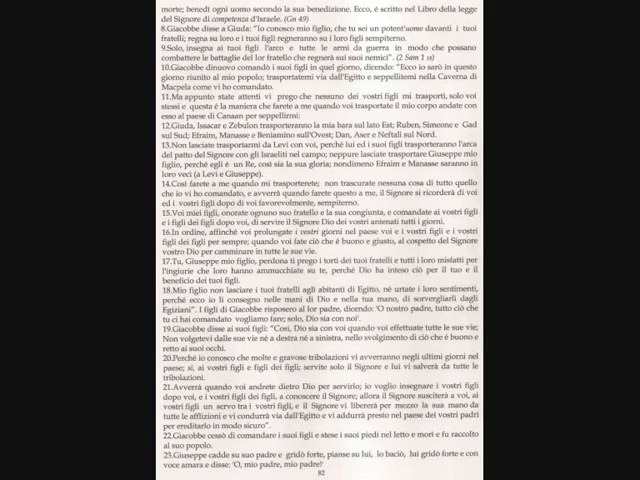 morte; benedì ogni uomo secondo la sua benedizione. Ecco, è scritto nel Libro della legge
del Signore di competenza d'Israele. (Gn 49)
8.Giacobbe disse a Giuda: "Io conosco mio figlio, che tu sei un potent'uomo davanti i tuoi
fratelli; regna su loro e i tuoi figli regneranno su i loro figli sempiterno.
9.Solo, insegna ai tuoi figli l'arco e tutte le armi da guerra in modo che possano
combattere le battaglie del lor fratello che regnerà sui suoi nemici". (2 Sam 1 18)
10.Giacobbe dinuovo comandò i suoi figli in quel giorno, dicendo: "Ecco io sarò in questo
giorno riunito al mio popolo; trasportatemi via dall'Egitto e seppellitemi nella Caverna di
Macpela come vi ho comandato.
11.Ma appunto state attenti vi prego che nessuno dei vostri figli mi trasporti, solo voi
stessi e questa é la maniera che farete a me quando voi trasportate il mio corpo andate con
esso al paese di Canaan per seppellirmi:
12.Giuda, Issacar e Zebulon trasporteranno la mia bara sul lato Est; Ruben, Simeone e Gad
sul Sud; Efraim, Manasse e Beniamino sull'Ovest; Dan, Aser e Neftali sul Nord.
13.Non lasciate trasportarmi da Levi con voi, perché lui ed i suoi figli trasporteranno l'arca
del patto del Signore con gli Israeliti nel campo; neppure lasciate trasportare Giuseppe mio
figlio, perché egli è un Re, così sia la sua gloria; nondimeno Efraim e Manasse saranno in
loro veci (a Levi e Giuseppe).
14.Così farete a me quando mi trasporterete; non trascurate nessuna cosa di tutto quello
che io vi ho comandato, e avverrà quando farete questo a me, il Signore si ricorderà di voi
ed i vostri figli dopo di voi favorevolmente, sempiterno.
15.Voi miei figli, onorate ognuno suo fratello e la sua congiunta, e comandate ai vostri figli
e i figli dei figli dopo voi, di servire il Signore Dio dei vostri antenati tutti i giorni.
16.In ordine, affinché voi prolungate i vostri giorni nel paese voi e i vostri figli e i vostri
figli dei figli per sempre; quando voi fate ciò che è buono e giusto, al cospetto del Signore
vostro Dio per camminare in tutte le sue vie.
17.Tu, Giuseppe mio figlio, perdona ti prego i torti dei tuoi fratelli e tutti i loro misfatti per
l'ingiurie che loro hanno ammucchiate su te, perché Dio ha inteso ciò per il tuo e il
beneficio dei tuoi figli.
18.Mio figlio non lasciare i tuoi fratelli agli abitanti di Egitto, né urtate i loro sentimenti,
perché ecco io li consegno nelle mani di Dio e nella tua mano, di sorvegliarli dagli
Egiziani". I figli di Giacobbe risposero al lor padre, dicendo: 'O nostro padre, tutto ciò che
tu ci hai comandato vogliamo fare; solo, Dio sia con noi'.
19.Giacobbe disse ai suoi figli: "Così, Dio sia con voi quando voi effettuate tutte le sue vie;
Non volgetevi dalle sue vie né a destra né a sinistra, nello svolgimento di ciò che è buono e
retto ai suoi occhi.
20.Perché io conosco che molte e gravose tribolazioni vi avverranno negli ultimi giorni nel
paese; sì, ai vostri figli e figli dei figli; servite solo il Signore e lui vi salverà da tutte le
tribolazioni.
21.Avverrà quando voi andrete dietro Dio per servirlo; io voglio insegnare i vostri figli
dopo voi, e i vostri figli dei figli, a conoscere il Signore; allora il Signore susciterà a voi, ai
vostri figli un servo tra i vostri figli, e il Signore vi libererà per mezzo la sua mano da
tutte le afflizioni e vi condurrà via dall'Egitto e vi addurrà presto nel paese dei vostri padri
per ereditarlo in modo sicuro".
22.Giacobbe cessò di comandare i suoi figli e stese i suoi piedi nel letto e morì e fu raccolto
al suo popolo.
23.Giuseppe cadde su suo padre e gridò forte, pianse su lui, lo baciò, lui gridò forte e con
voce amara e disse: 'O, mio padre, mio padre!'
82